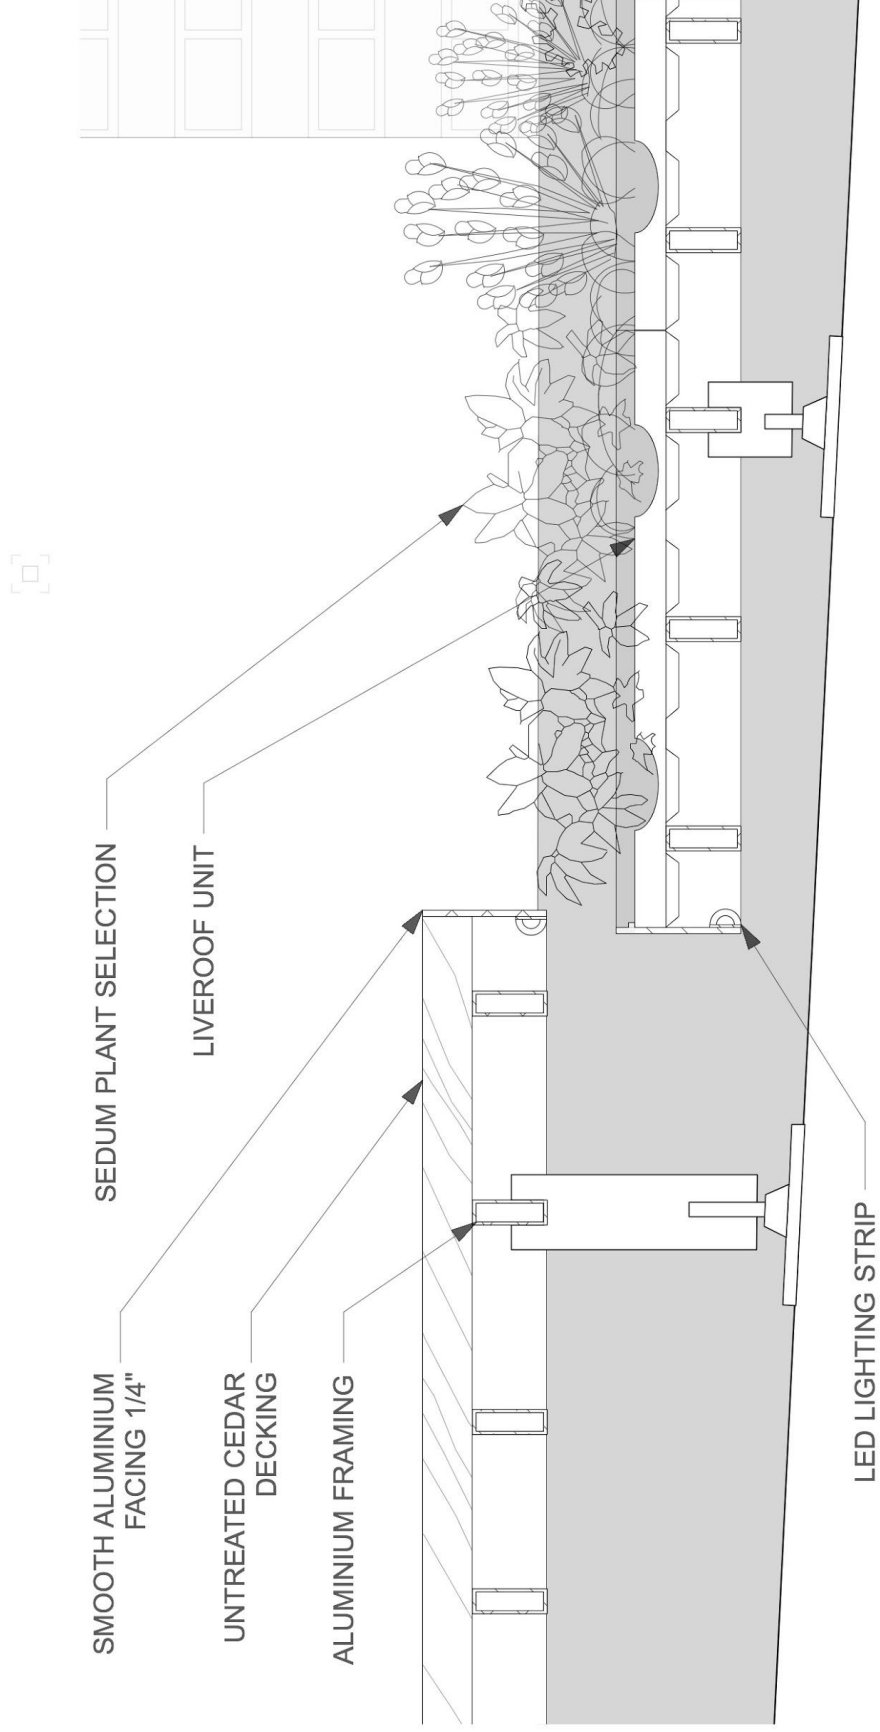 SMOOTH ALUMINIUM
FACING 1/4"
UNTREATED CEDAR
DECKING
ALUMINIUM FRAMING
SEDUM PLANT SELECTION
LIVEROOF UNIT
LED LIGHTING STRIP